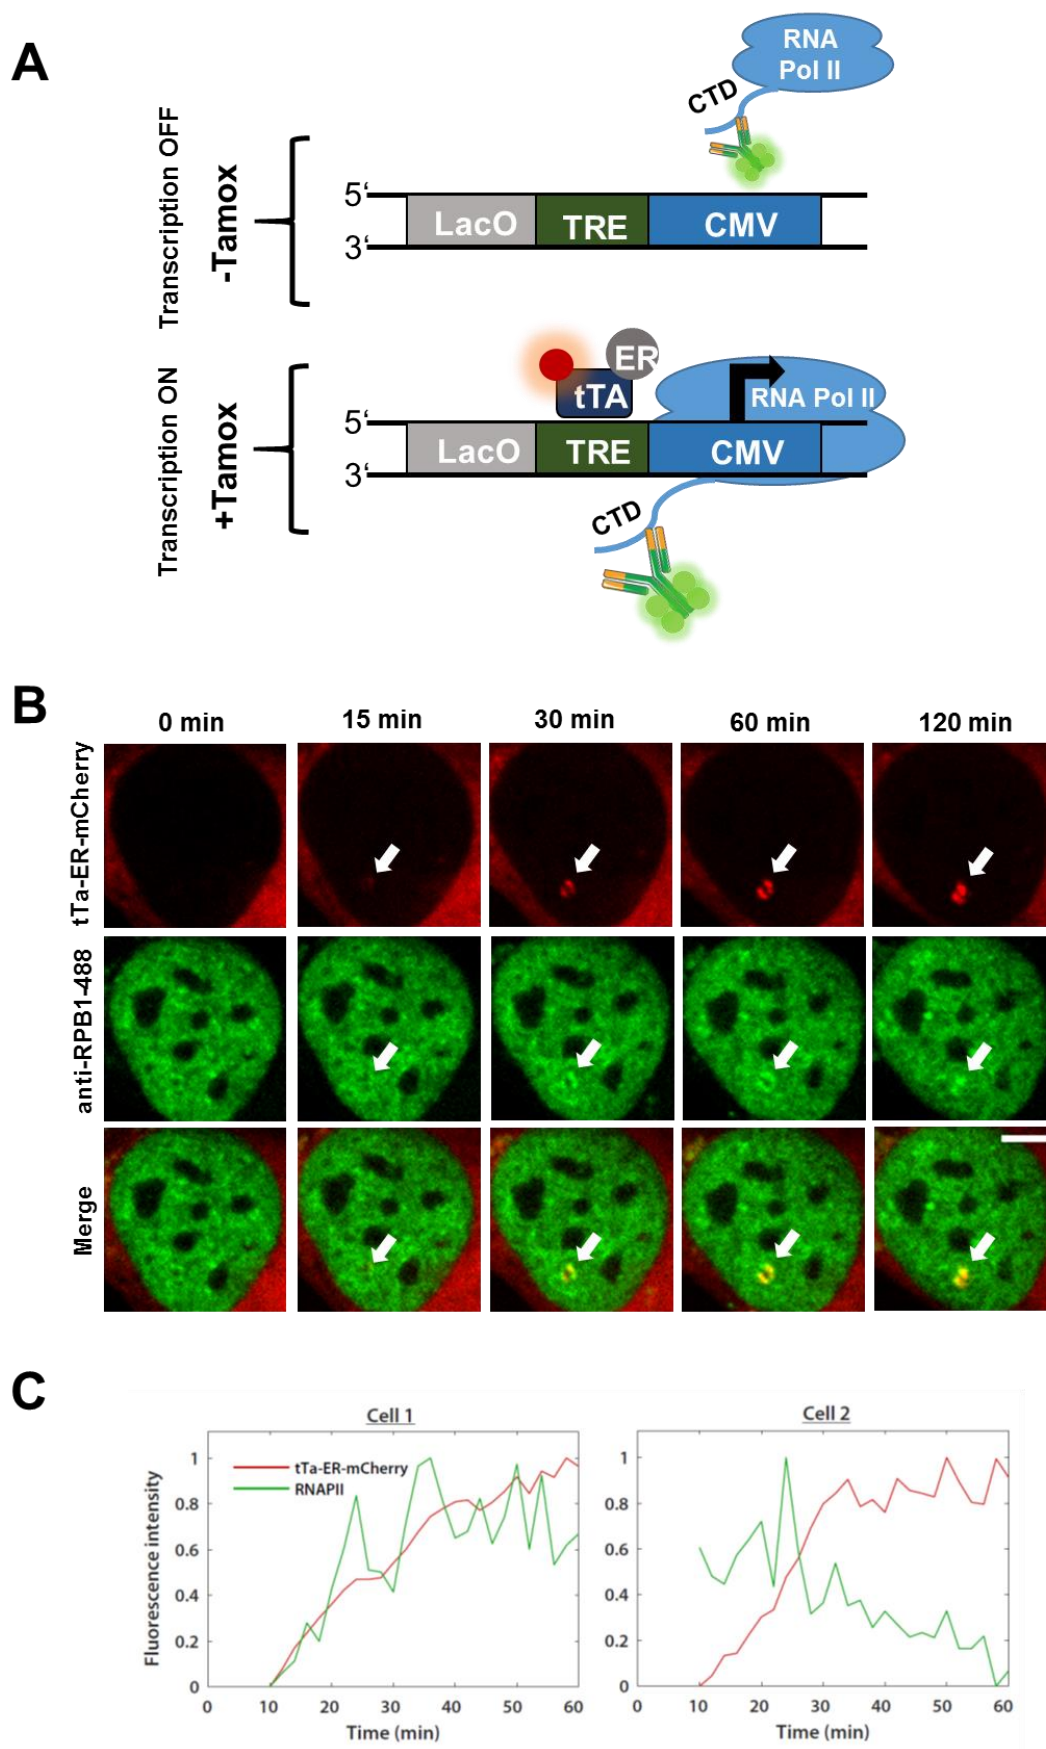 A
RNA
Pol II
CTD
Transcription OFF
-Tamox
5‘
LacO
TRE
CMV
3‘
Transcription ON
+Tamox
ER
tTA
RNA Pol II
5‘
LacO
TRE
CMV
3‘
CTD
B
0 min
15 min
30 min
60 min
120 min
tTa-ER-mCherry
anti-RPB1-488
Merge
C
Cell 1
Fluorescence intensity
1
0.8
0.6
0.4
0.2
0
tTa-ER-mCherry
RNAPII
0
10
20
30
40
50
60
Time (min)
Cell 2
1
0.8
0.6
0.4
0.2
0
0
10
20
30
40
50
60
Time (min)